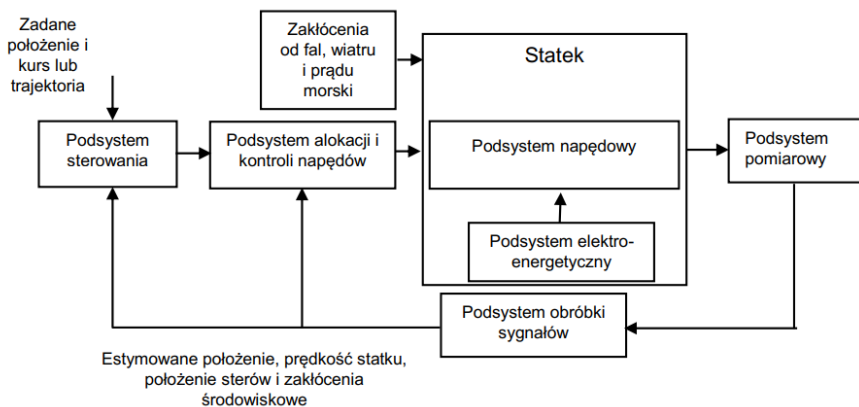 Zadane
położenie i
kurs lub
trajektoria
Zakłócenia
od fal, wiatru
i prądu
morski
Statek
Podsystem
sterowania
Podsystem alokacji i
kontroli napędów
Podsystem napędowy
Podsystem
pomiarowy
Podsystem elektro-
energetyczny
Podsystem obróbki
sygnałów
Estymowane położenie, prędkość statku,
położenie sterów i zakłócenia
środowiskowe